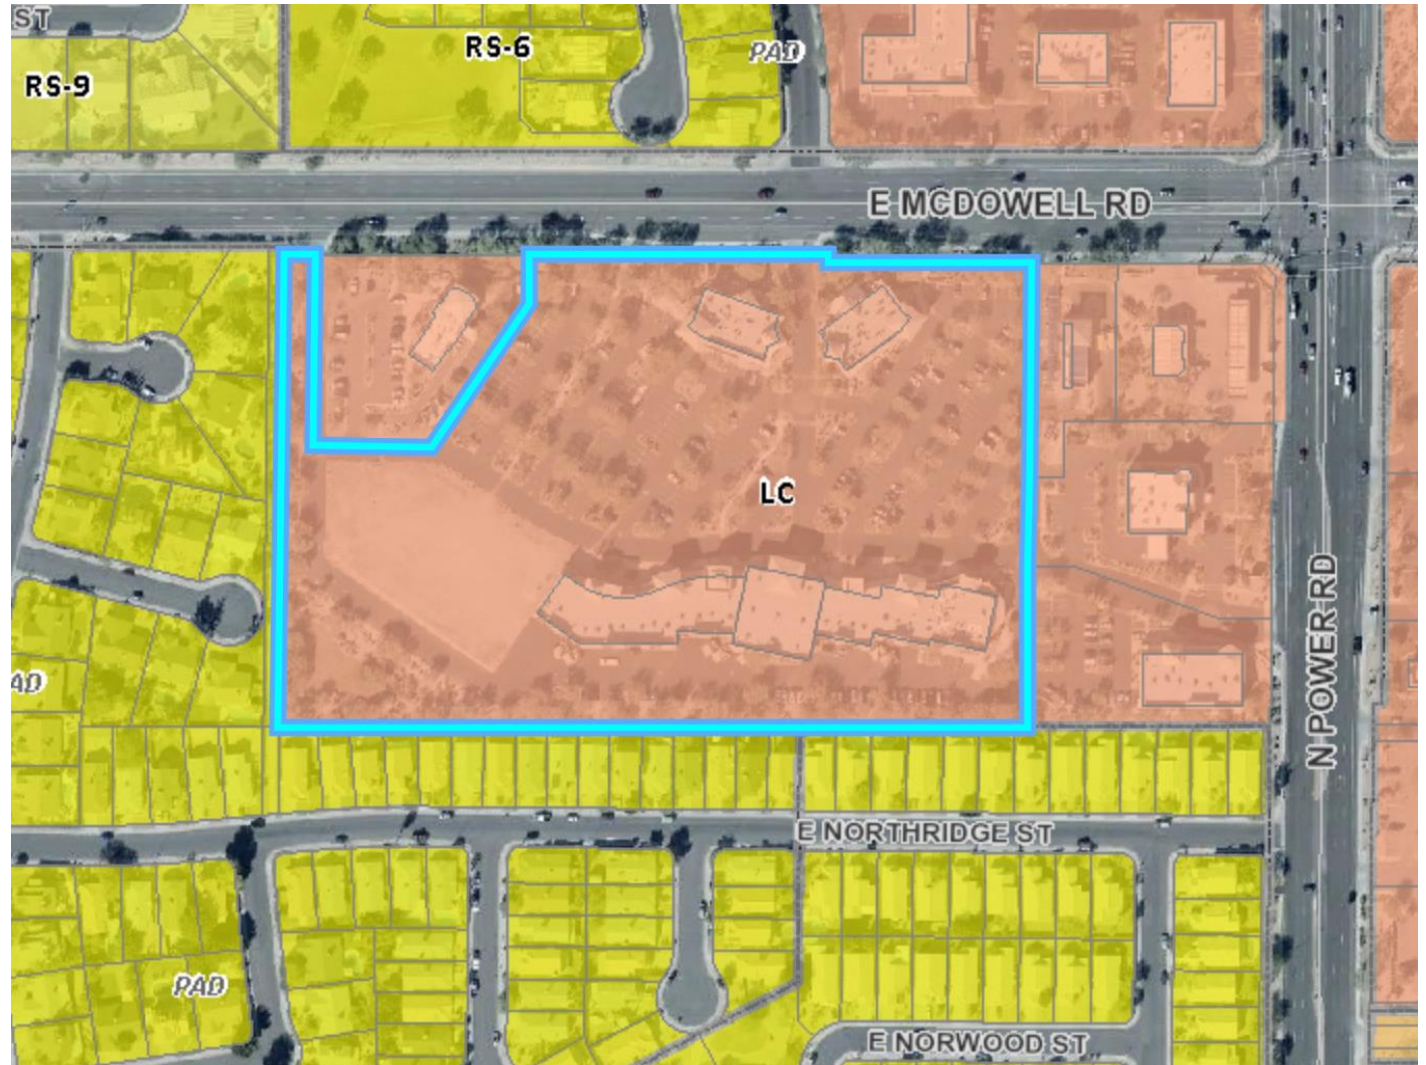 ST
RS-6
PAD
RS-9
E MCDOWELL RD
LC
N POWER RD
AD
E NORTHRIDGE ST
PAD
E NORWOOD ST